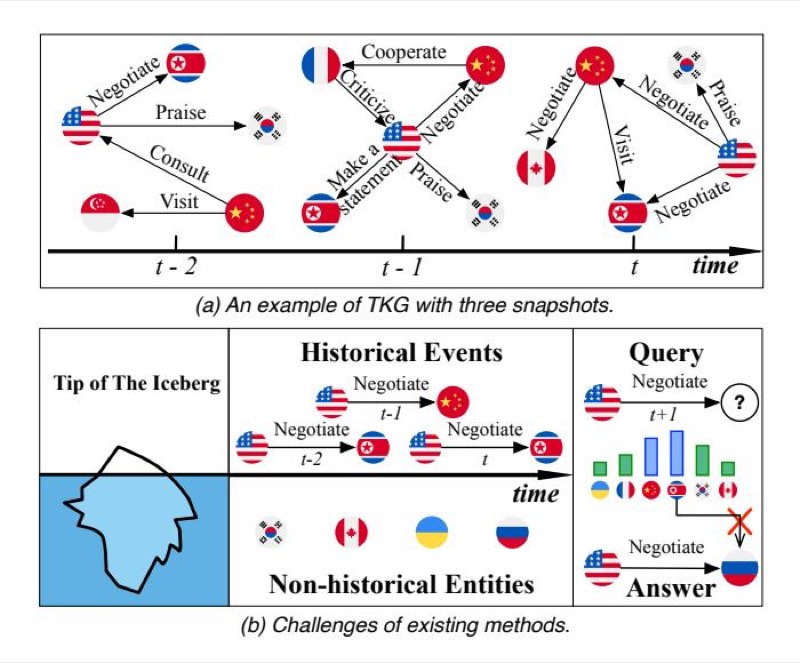 Negotiate
Praise
Consult
Visit
Cooperate
Criticize
Negotiate
Make a
statement
Praise
Negotiate
Visit
Negotiate
Praise
Negotiate
t - 2
t - 1
t
time
(a) An example of TKG with three snapshots.
Tip of The Iceberg
Historical Events
Negotiate
t-1
Negotiate
t-2
Negotiate
t
time
Non-historical Entities
Query
Negotiate
t+1
?
Negotiate
Answer
(b) Challenges of existing methods.